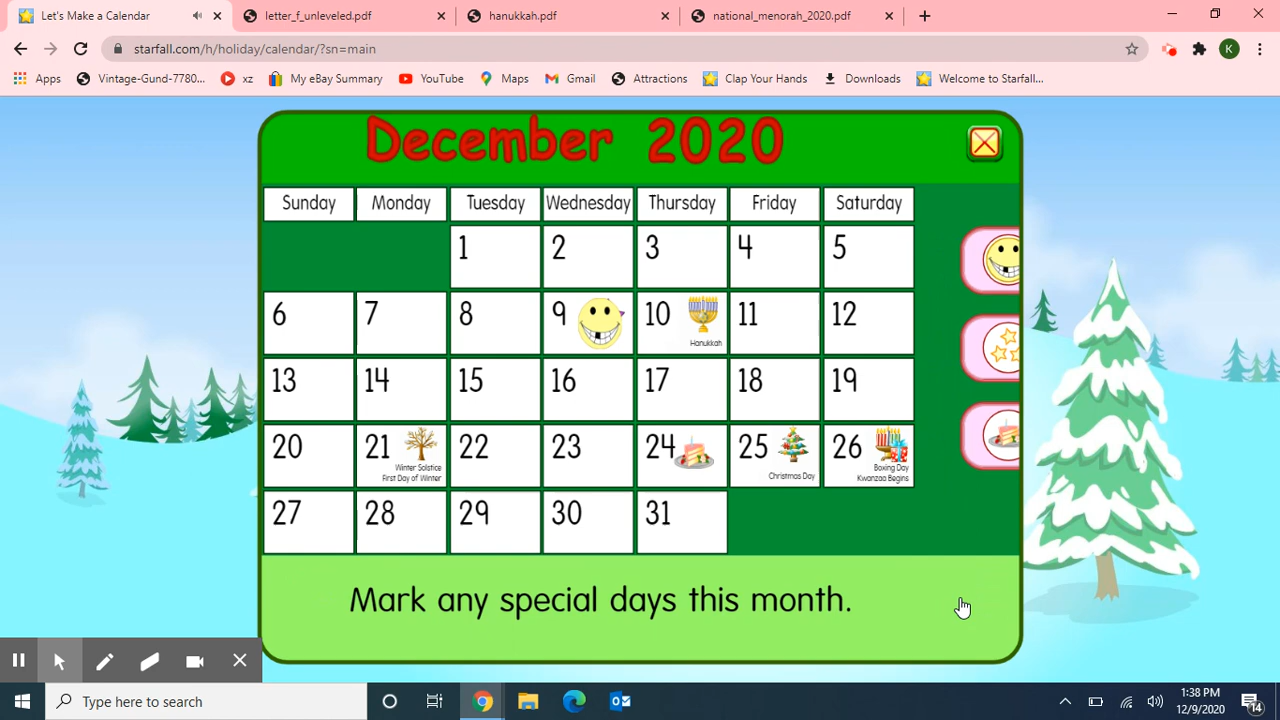 Let's Make a Calendar
letter_f_unleveled.pdf
hanukkah.pdf
national_menorah_2020.pdf
starfall.com/h/holiday/calendar/?sn=main
K
Apps
Vintage-Gund-7780...
xz
My eBay Summary
YouTube
Maps
Gmail
Attractions
Clap Your Hands
Downloads
Welcome to Starfall...
December 2020
Sunday Monday Tuesday Wednesday Thursday Friday Saturday
1 2 3 4 5
6 7 8 9 10 11 12
Hanukkah
13 14 15 16 17 18 19
20 21 22 23 24 25 26
Winter Solstice
First Day of Winter
Christmas Day
Boxing Day
Kwanzaa Begins
27 28 29 30 31
Mark any special days this month.
Type here to search
1:38 PM
12/9/2020
14